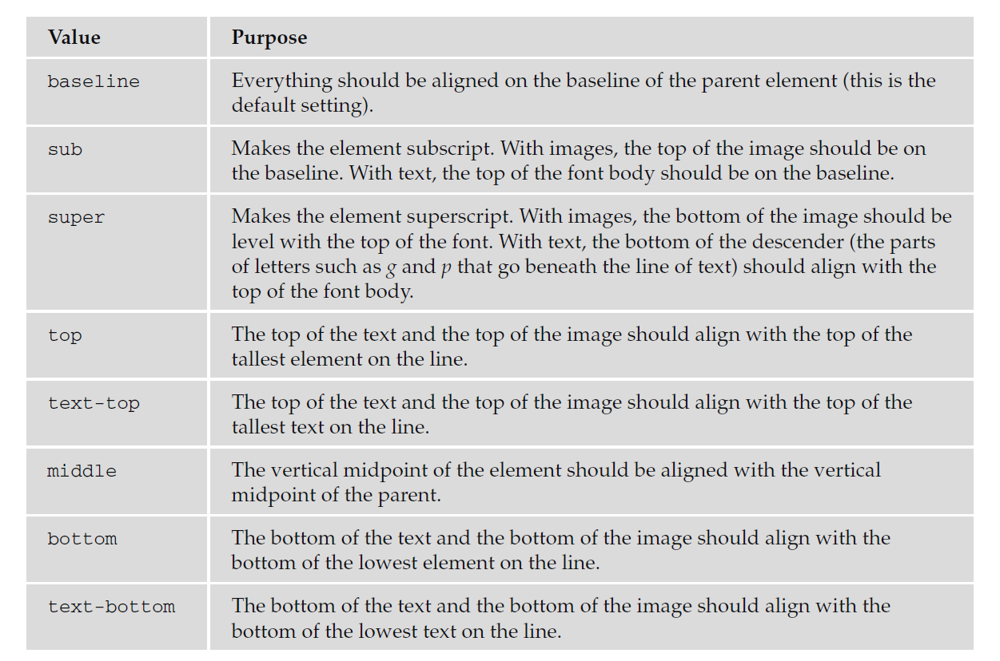 Value Purpose
baseline Everything should be aligned on the baseline of the parent element (this is the
default setting).
sub Makes the element subscript. With images, the top of the image should be on
the baseline. With text, the top of the font body should be on the baseline.
super Makes the element superscript. With images, the bottom of the image should be
level with the top of the font. With text, the bottom of the descender (the parts
of letters such as g and p that go beneath the line of text) should align with the
top of the font body.
top The top of the text and the top of the image should align with the top of the
tallest element on the line.
text-top The top of the text and the top of the image should align with the top of the
tallest text on the line.
middle The vertical midpoint of the element should be aligned with the vertical
midpoint of the parent.
bottom The bottom of the text and the bottom of the image should align with the
bottom of the lowest element on the line.
text-bottom The bottom of the text and the bottom of the image should align with the
bottom of the lowest text on the line.